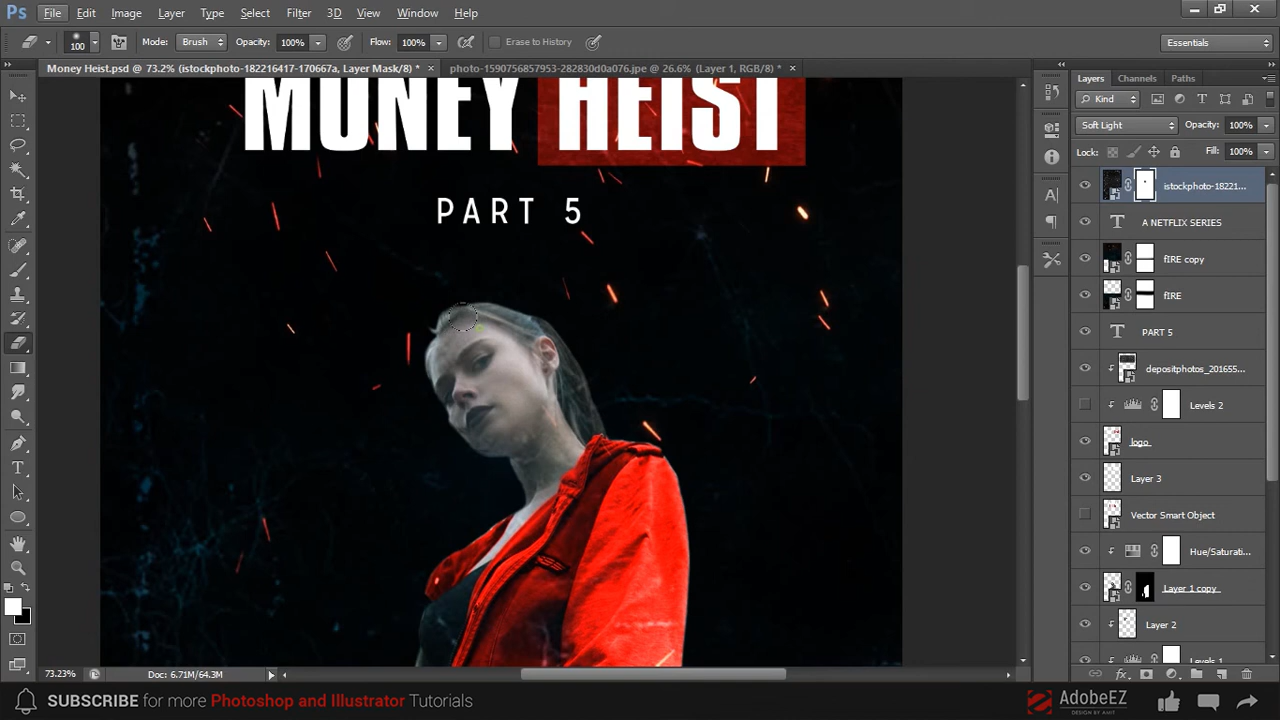 Ps File Edit Image Layer Type Select Filter 3D View Window Help
100 Mode: Brush Opacity: 100% Flow: 100% Erase to History Essentials
Money Heist.psd @ 73.2% (istockphoto-182216417-170667a, Layer Mask/8) * × photo-1590756857953-282830d0a076.jpe @ 26.6% (Layer 1, RGB/8) * ×
Layers Channels Paths
Kind
Soft Light Opacity: 100%
Lock: Fill: 100%
istockphoto-18221...
A NETFLIX SERIES
fIRE copy
fIRE
PART 5
depositphotos_201655...
Levels 2
logo
Layer 3
Vector Smart Object
Hue/Saturati...
Layer 1 copy
Layer 2
Levels 1
MONEY HEIST
PART 5
73.23% Doc: 6.71M/64.3M
SUBSCRIBE for more Photoshop and Illustrator Tutorials
AdobeEZ
DESIGN BY AMIT